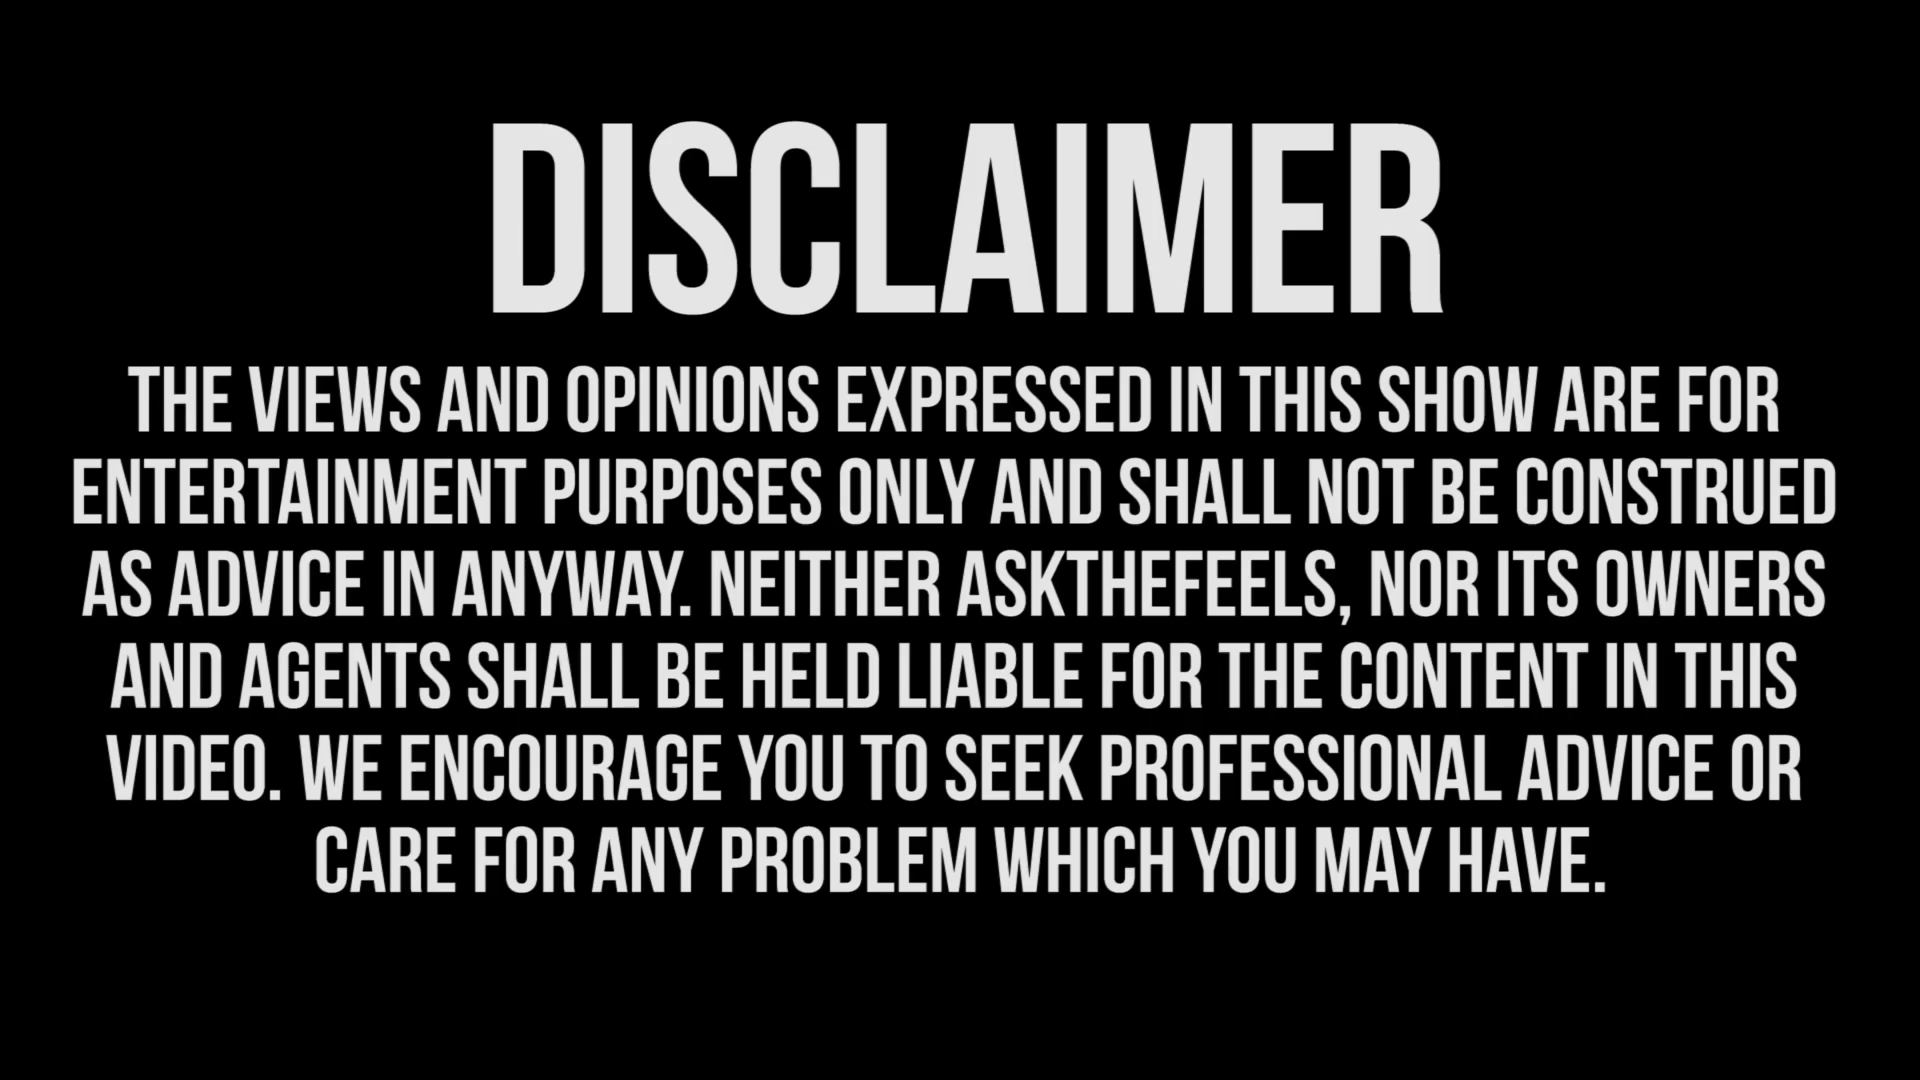 DISCLAIMER
THE VIEWS AND OPINIONS EXPRESSED IN THIS SHOW ARE FOR
ENTERTAINMENT PURPOSES ONLY AND SHALL NOT BE CONSTRUED
AS ADVICE IN ANYWAY. NEITHER ASKTHEFEELS, NOR ITS OWNERS
AND AGENTS SHALL BE HELD LIABLE FOR THE CONTENT IN THIS
VIDEO. WE ENCOURAGE YOU TO SEEK PROFESSIONAL ADVICE OR
CARE FOR ANY PROBLEM WHICH YOU MAY HAVE.